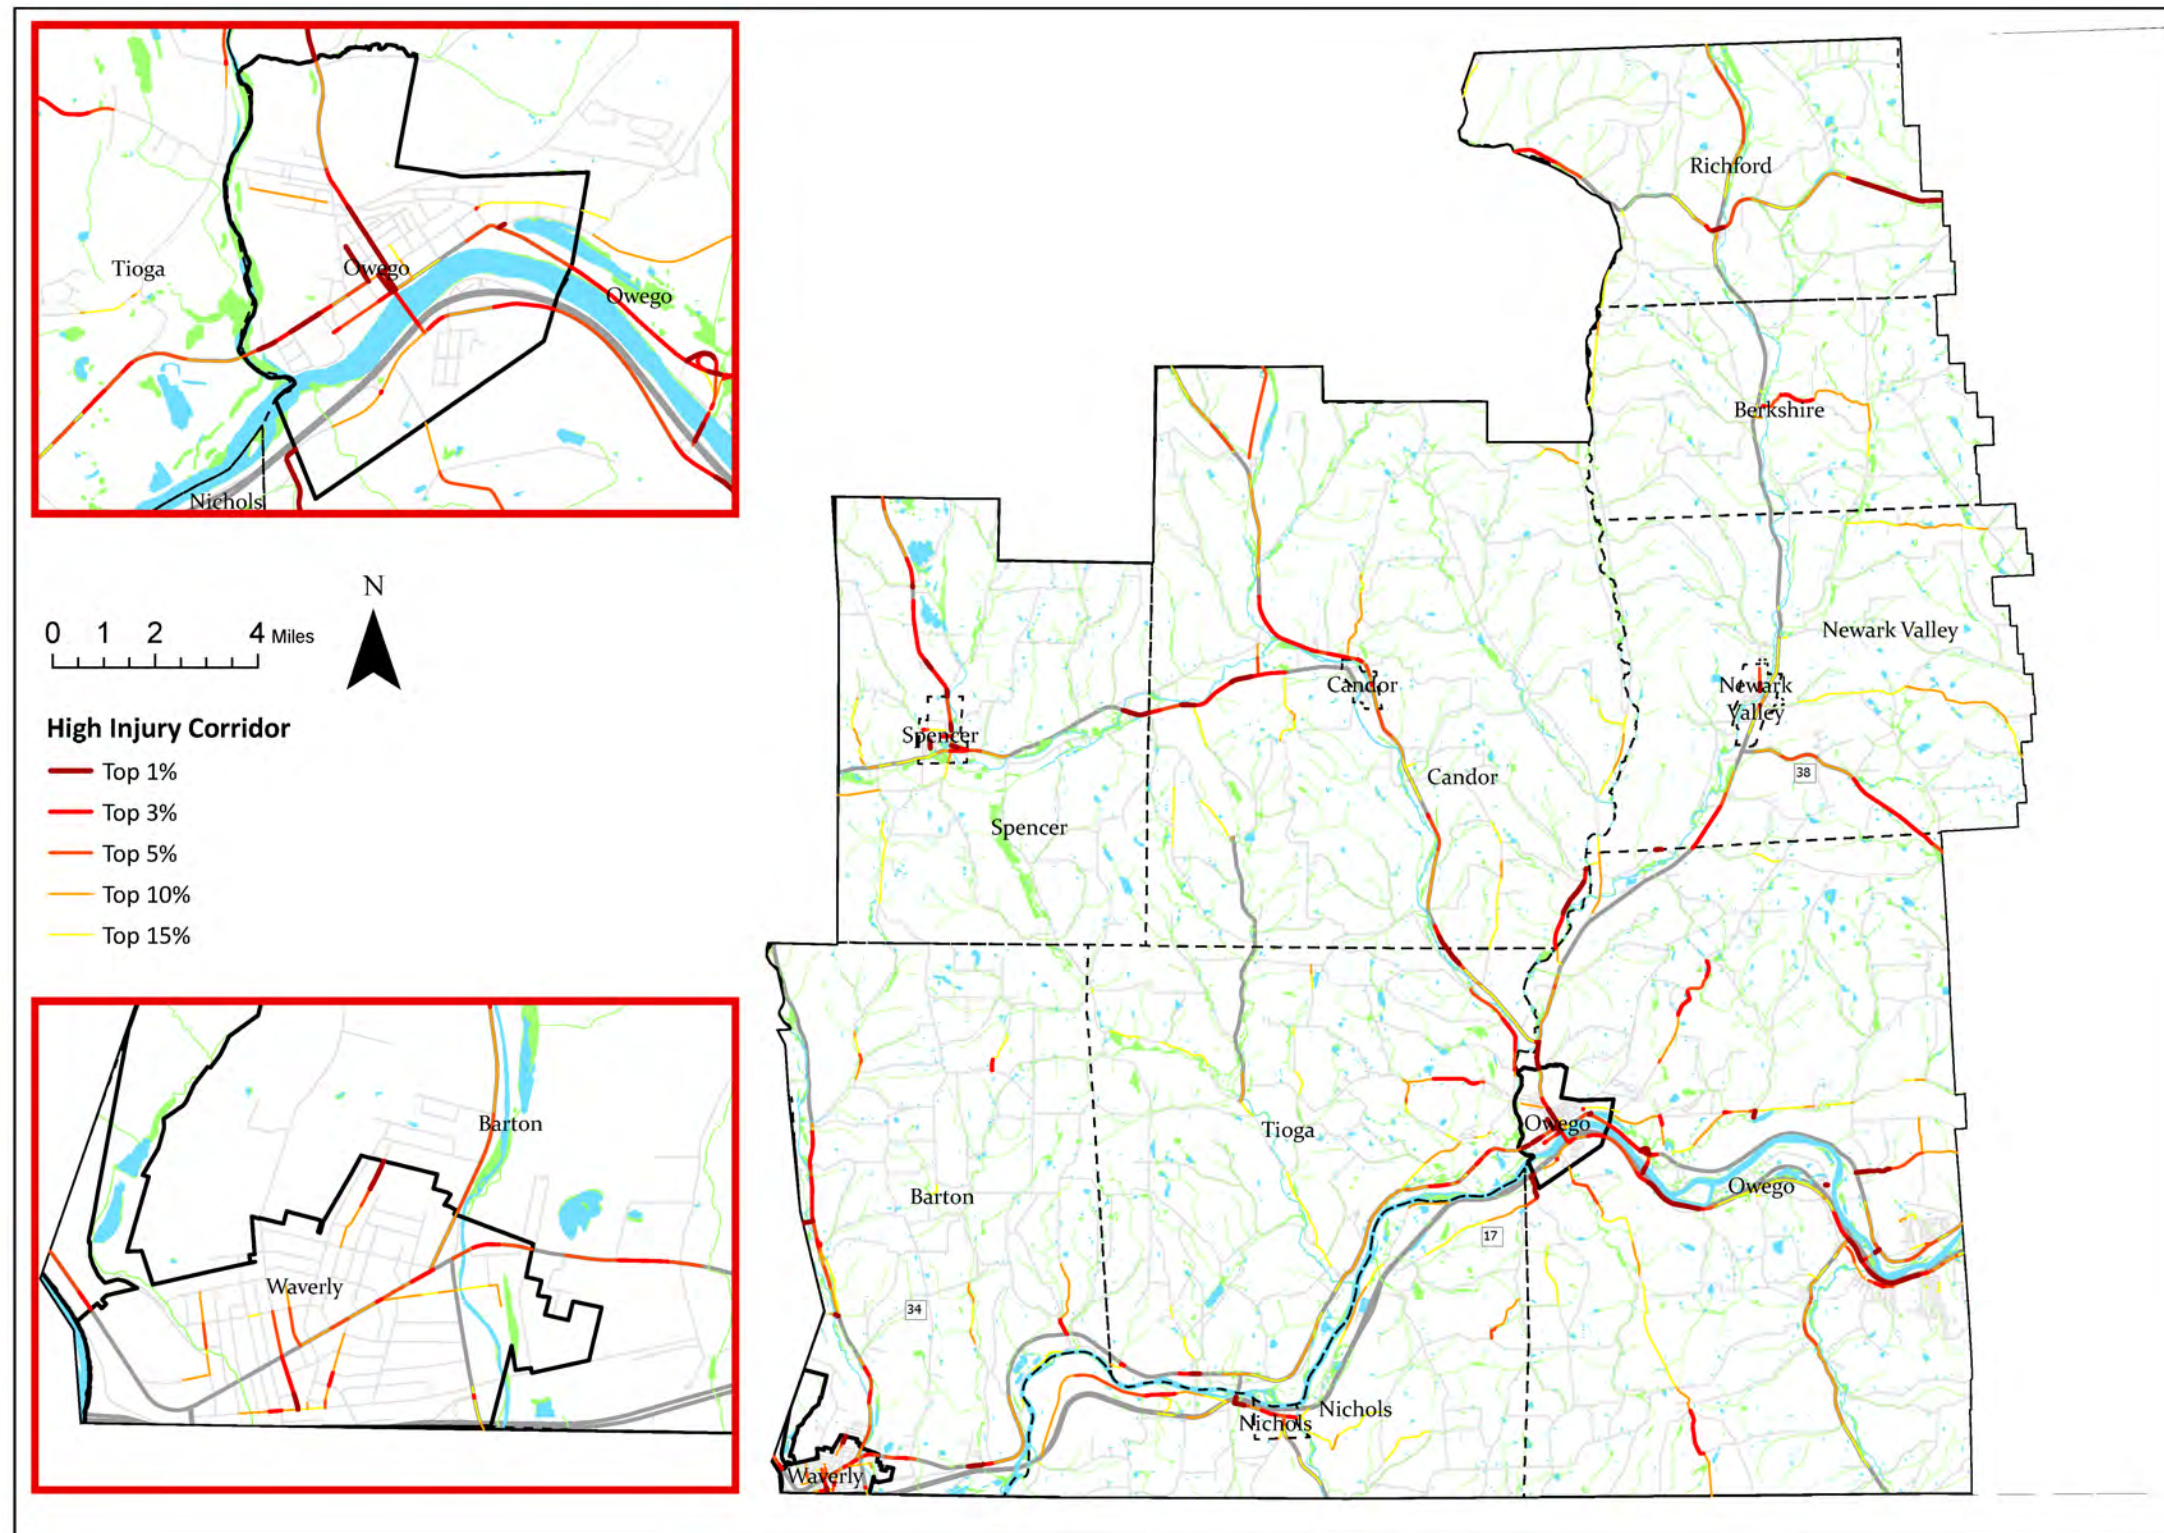 Tioga
Owego
Owego
Nichols
N
0 1 2 4 Miles
High Injury Corridor
Top 1%
Top 3%
Top 5%
Top 10%
Top 15%
Barton
Waverly
Richford
Berkshire
Newark Valley
Newark
Valley
38
Candor
Candor
Spencer
Spencer
Tioga
Owego
Owego
Barton
17
34
Nichols
Nichols
Waverly